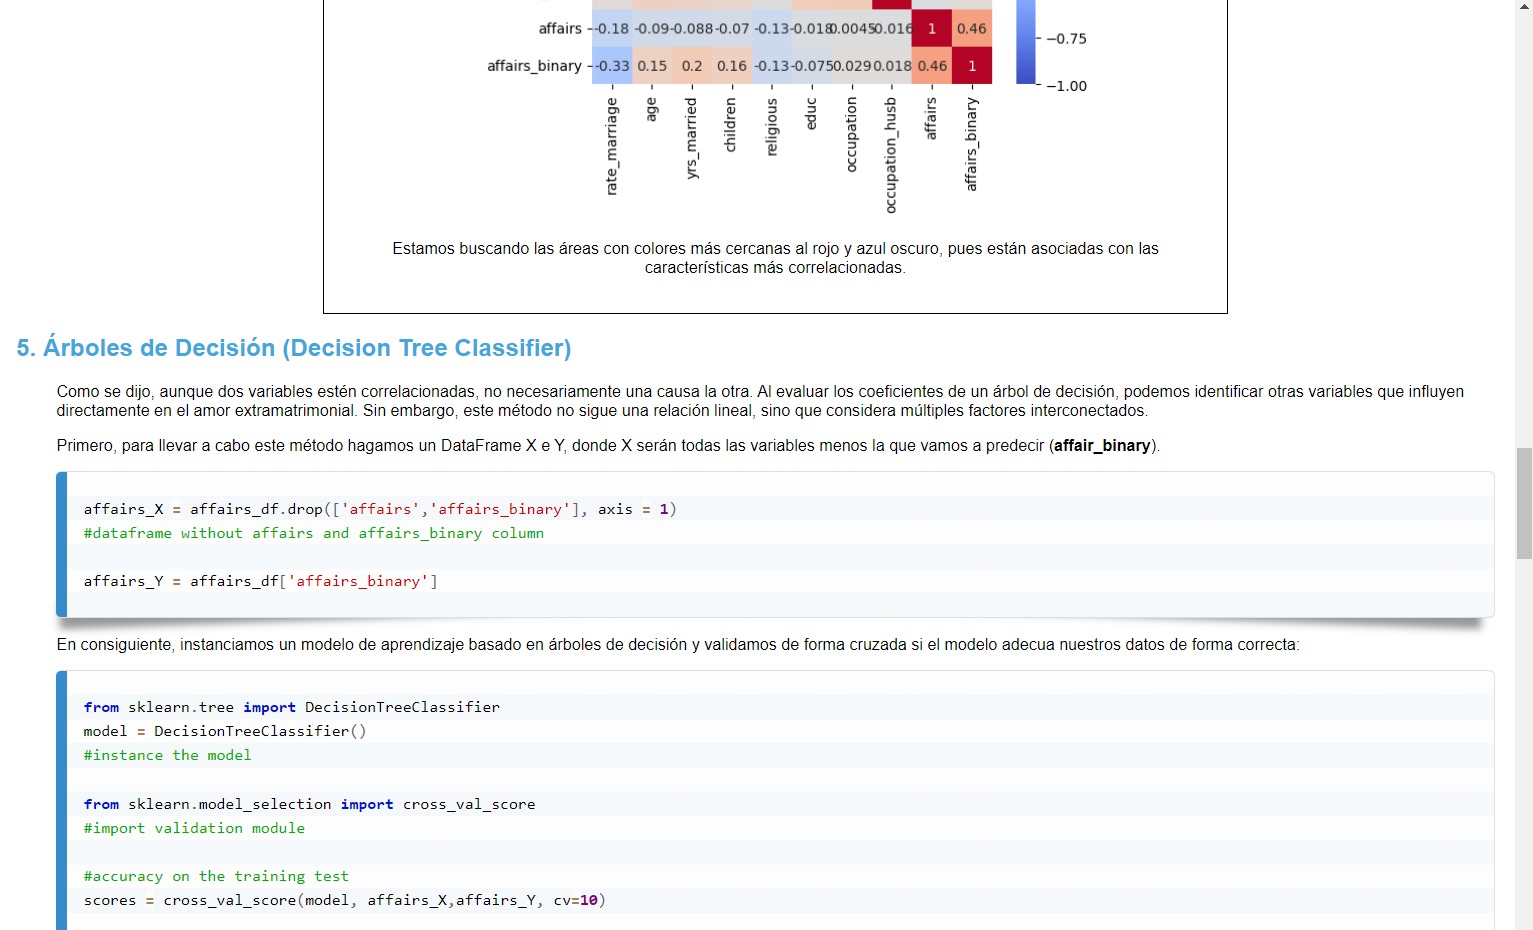 affairs -0.18 -0.09 -0.088 -0.07 -0.13 -0.018 0.0045 0.016 1 0.46
−0.75
affairs_binary -0.33 0.15 0.2 0.16 -0.13 -0.075 0.029 0.018 0.46 1
−1.00
rate_marriage
age
yrs_married
children
religious
educ
occupation
occupation_husb
affairs
affairs_binary
Estamos buscando las áreas con colores más cercanas al rojo y azul oscuro, pues están asociadas con las
características más correlacionadas.
5. Árboles de Decisión (Decision Tree Classifier)
Como se dijo, aunque dos variables estén correlacionadas, no necesariamente una causa la otra. Al evaluar los coeficientes de un árbol de decisión, podemos identificar otras variables que influyen
directamente en el amor extramatrimonial. Sin embargo, este método no sigue una relación lineal, sino que considera múltiples factores interconectados.
Primero, para llevar a cabo este método hagamos un DataFrame X e Y, donde X serán todas las variables menos la que vamos a predecir (affair_binary).
affairs_X = affairs_df.drop(['affairs','affairs_binary'], axis = 1)
#dataframe without affairs and affairs_binary column
affairs_Y = affairs_df['affairs_binary']
En consiguiente, instanciamos un modelo de aprendizaje basado en árboles de decisión y validamos de forma cruzada si el modelo adecua nuestros datos de forma correcta:
from sklearn.tree import DecisionTreeClassifier
model = DecisionTreeClassifier()
#instance the model
from sklearn.model_selection import cross_val_score
#import validation module
#accuracy on the training test
scores = cross_val_score(model, affairs_X,affairs_Y, cv=10)